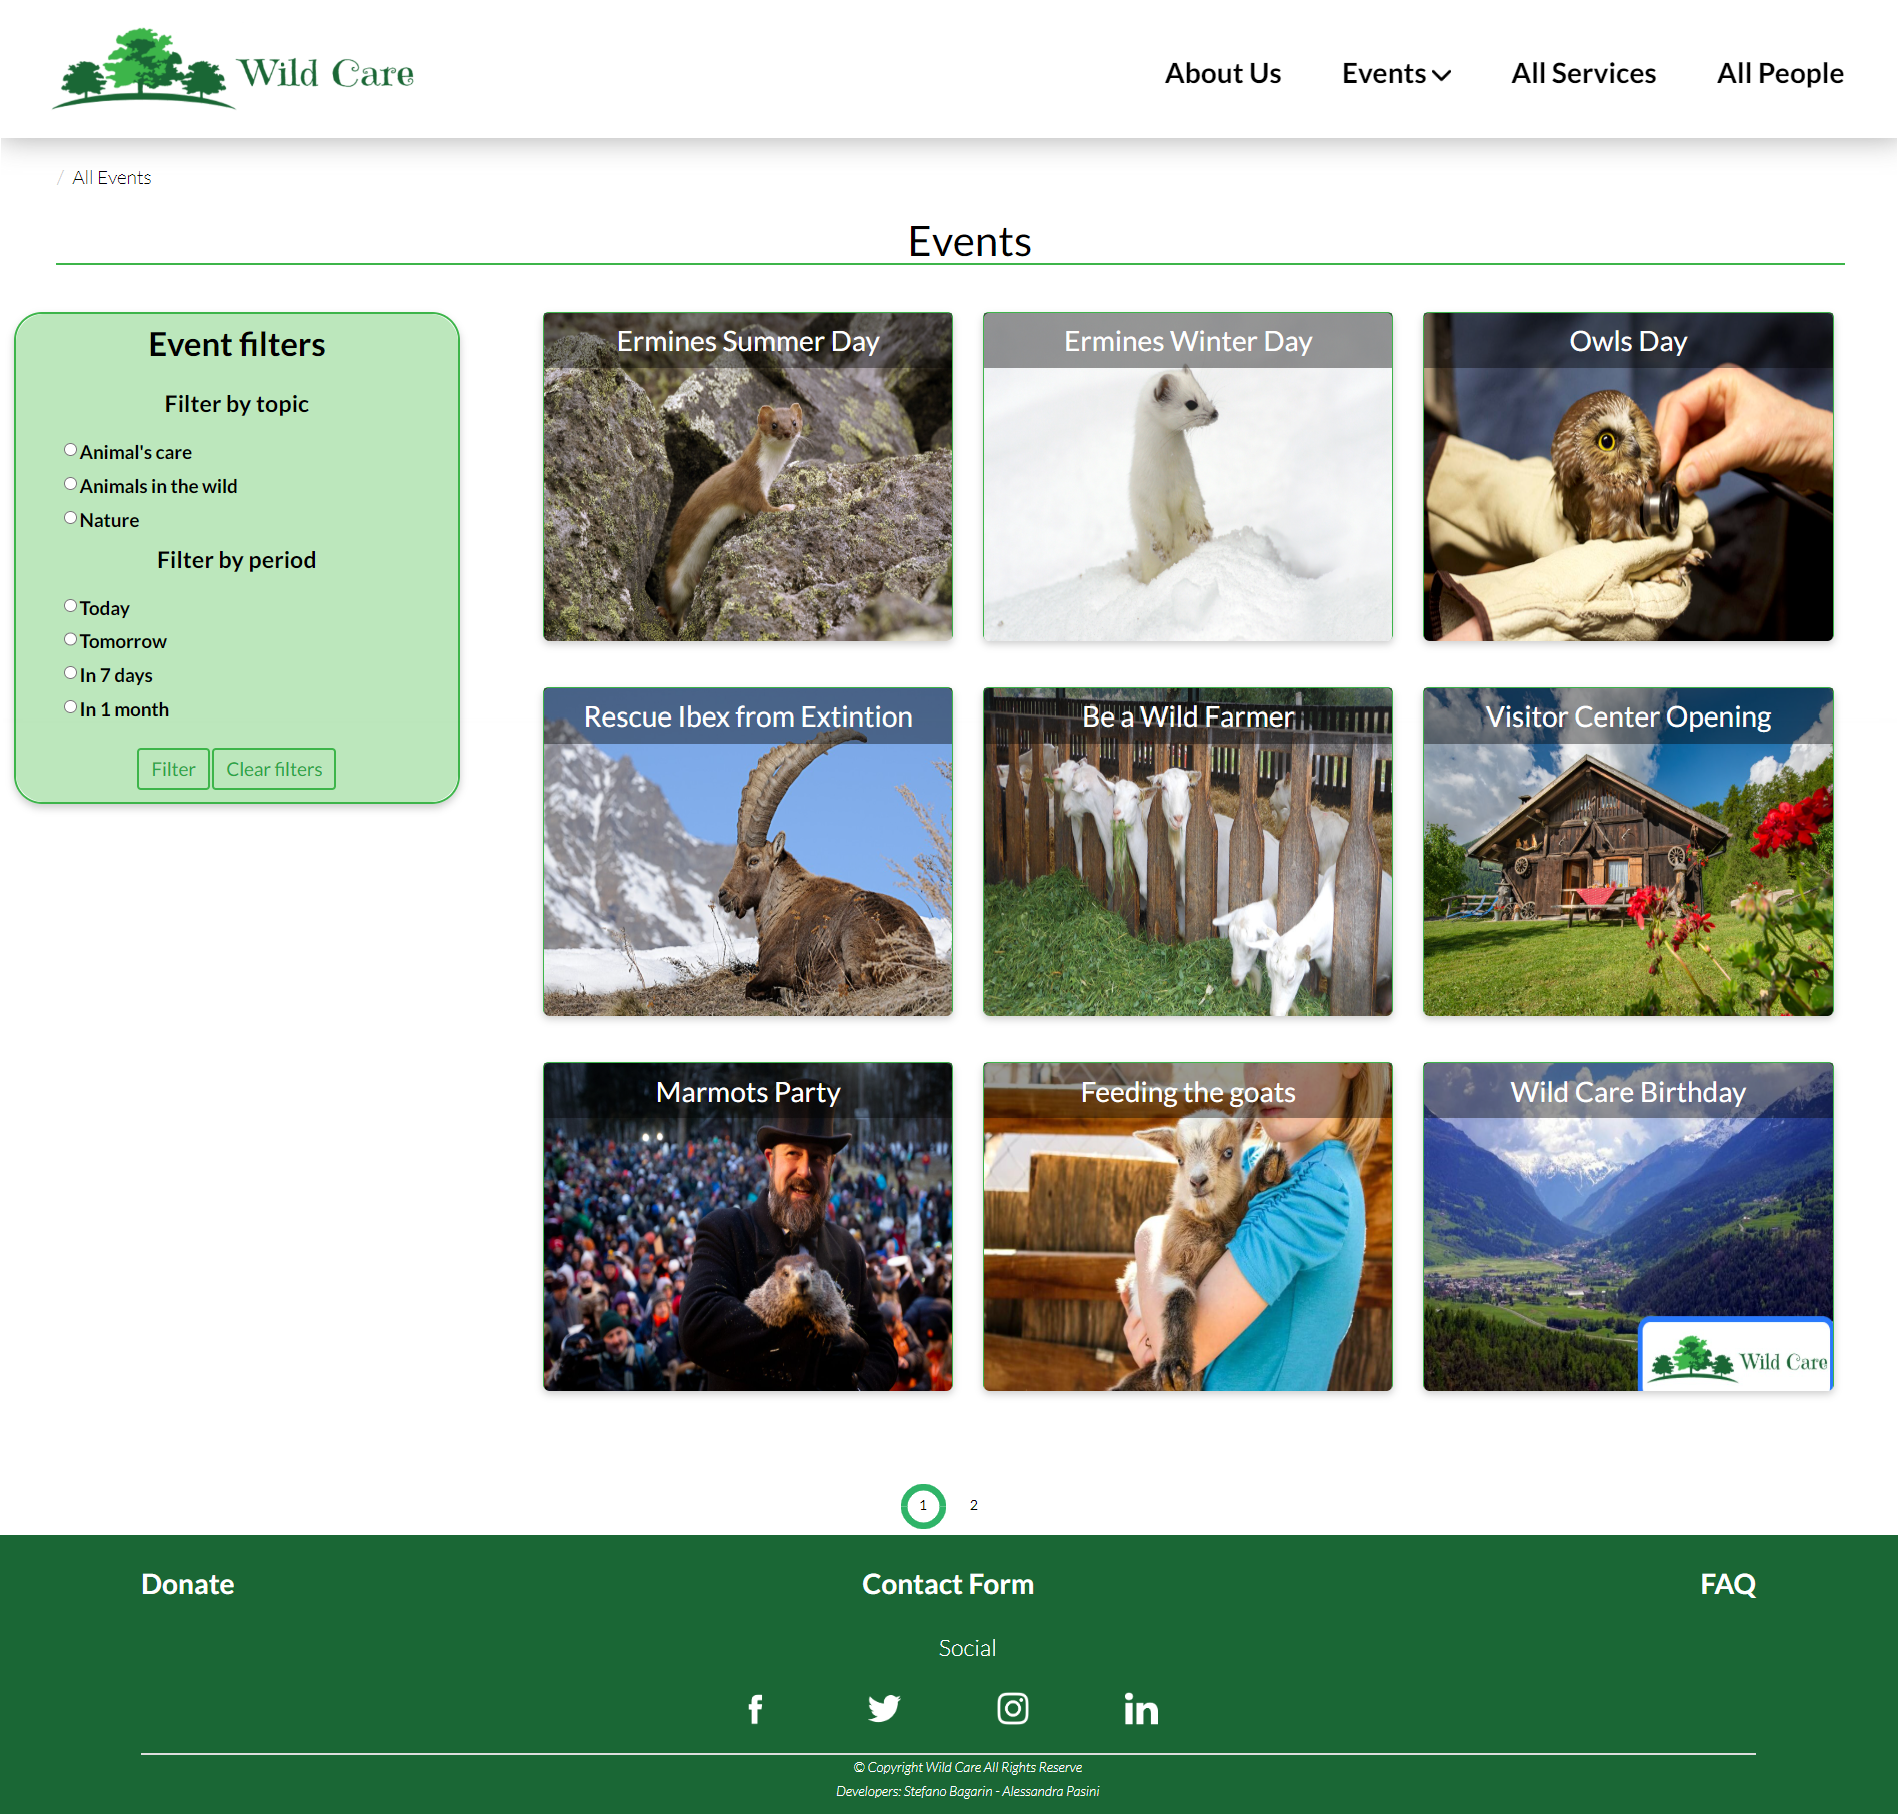 Wild Care
About Us
Events
All Services
All People
/ All Events
Events
Event filters
Filter by topic
Animal's care
Animals in the wild
Nature
Filter by period
Today
Tomorrow
In 7 days
In 1 month
Filter
Clear filters
Ermines Summer Day
Ermines Winter Day
Owls Day
Rescue Ibex from Extintion
Be a Wild Farmer
Visitor Center Opening
Marmots Party
Feeding the goats
Wild Care Birthday
Wild Care
1 2
Donate
Contact Form
FAQ
Social
© Copyright Wild Care All Rights Reserve
Developers: Stefano Bagarin - Alessandra Pasini